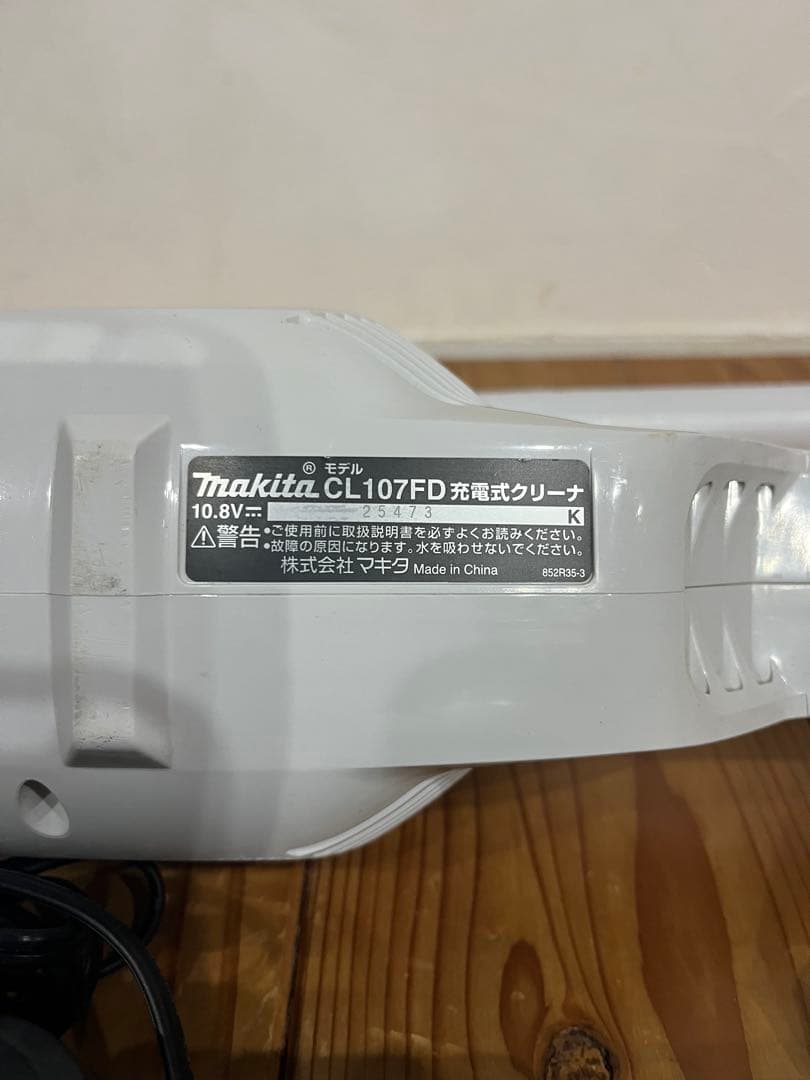 makita® モデル CL107FD 充電式クリーナ
10.8V⎓ 25473 K
⚠警告 •ご使用前に取扱説明書を必ずよくお読みください。
•故障の原因になります。水を吸わせないでください。
株式会社 マキタ Made in China 852R35-3